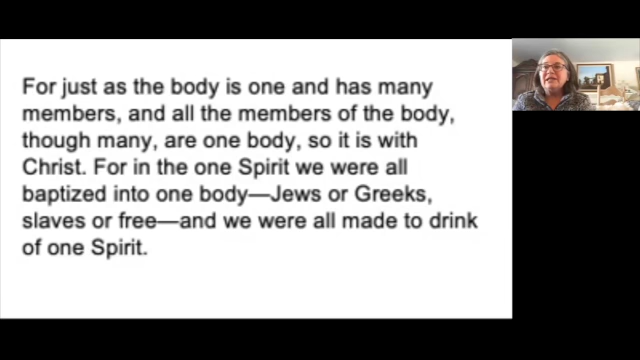 For just as the body is one and has many
members, and all the members of the body,
though many, are one body, so it is with
Christ. For in the one Spirit we were all
baptized into one body—Jews or Greeks,
slaves or free—and we were all made to drink
of one Spirit.